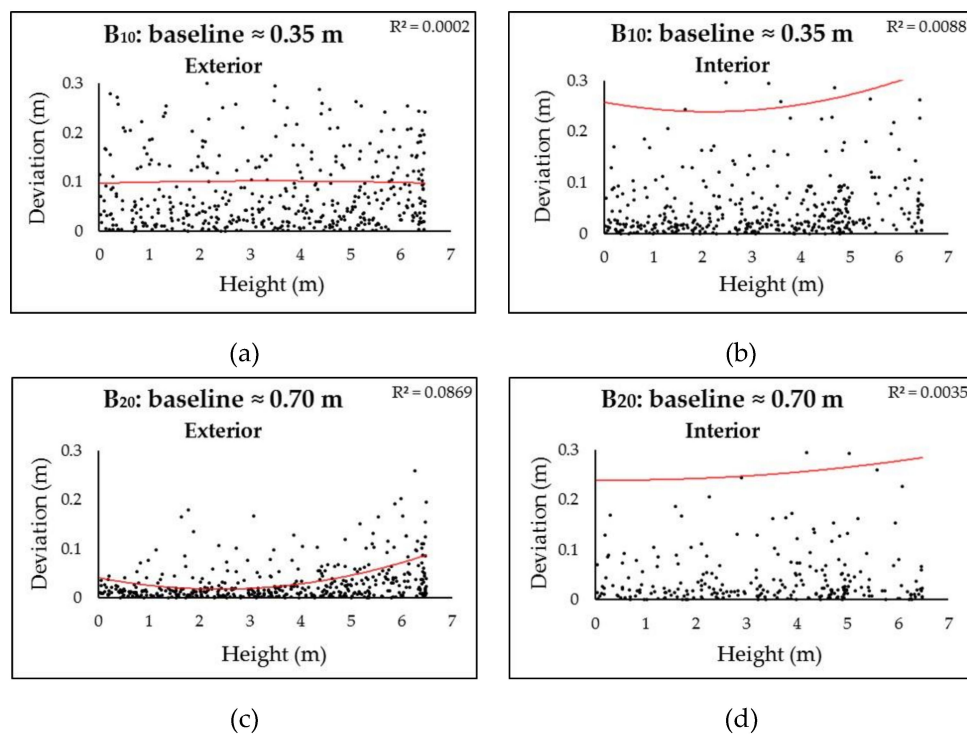 B₁₀: baseline ≈ 0.35 m
R² = 0.0002
Exterior
0.3
0.2
0.1
0
Deviation (m)
0 1 2 3 4 5 6 7
Height (m)
(a)
B₁₀: baseline ≈ 0.35 m
R² = 0.0088
Interior
0.3
0.2
0.1
0
Deviation (m)
0 1 2 3 4 5 6 7
Height (m)
(b)
B₂₀: baseline ≈ 0.70 m
R² = 0.0869
Exterior
0.3
0.2
0.1
0
Deviation (m)
0 1 2 3 4 5 6 7
Height (m)
(c)
B₂₀: baseline ≈ 0.70 m
R² = 0.0035
Interior
0.3
0.2
0.1
0
Deviation (m)
0 1 2 3 4 5 6 7
Height (m)
(d)